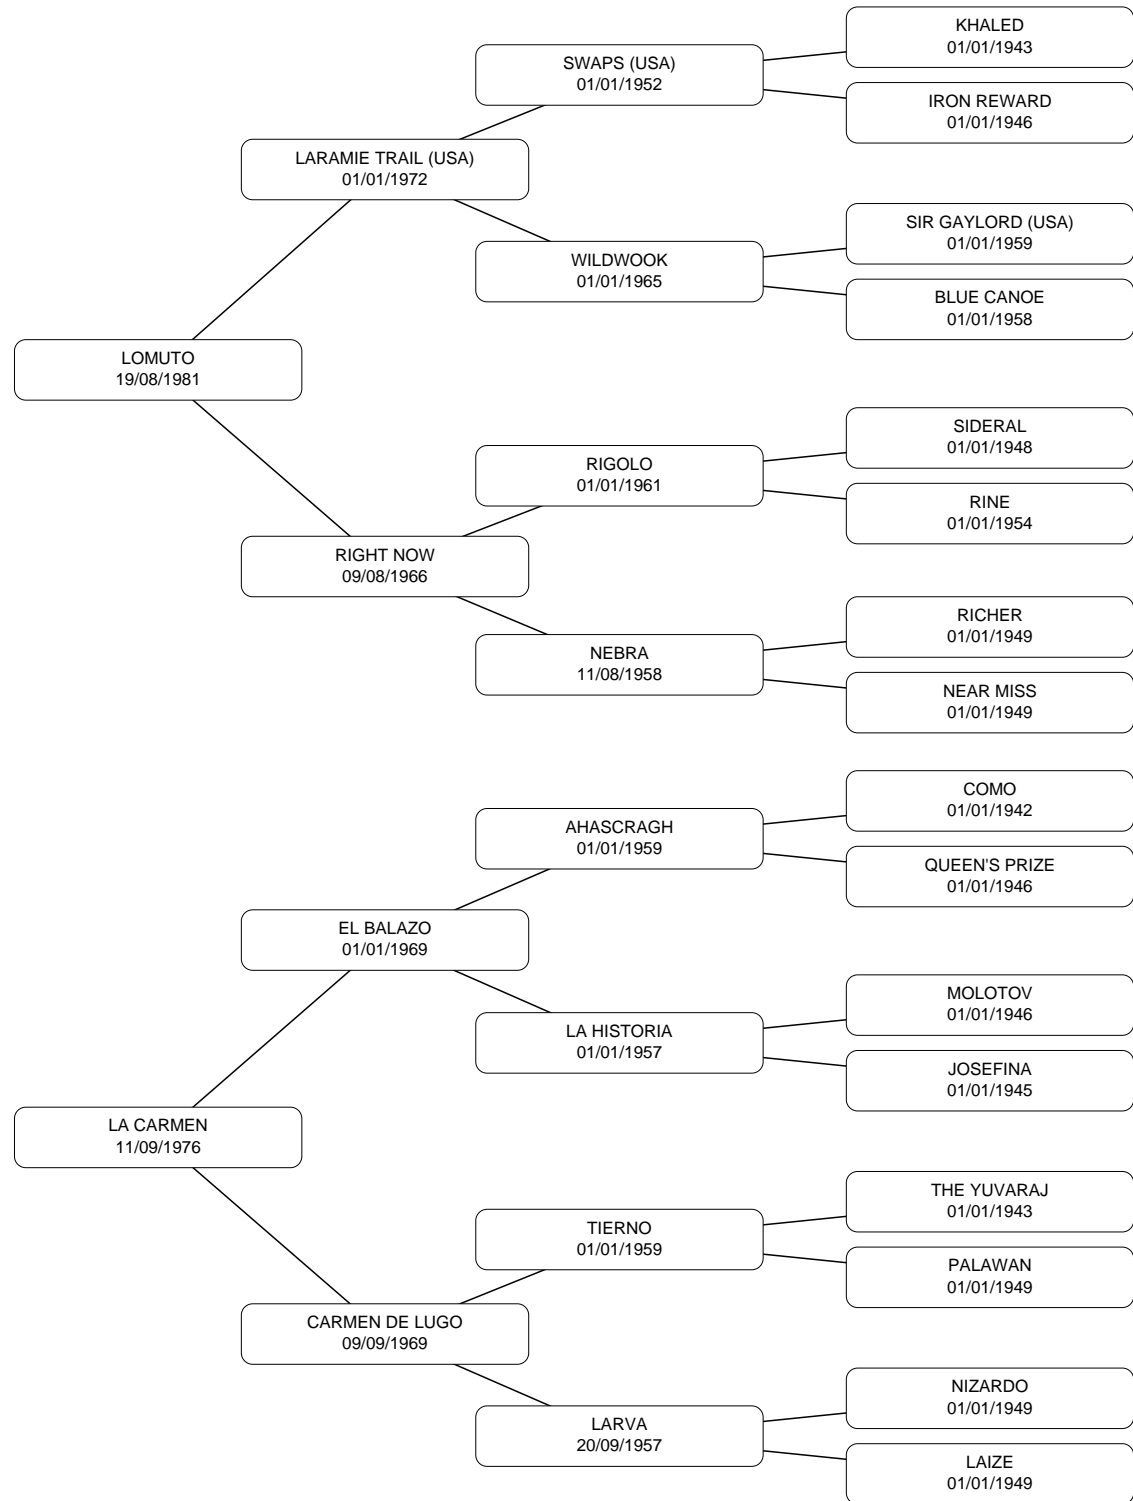 KHALED
01/01/1943
SWAPS (USA)
01/01/1952
IRON REWARD
01/01/1946
LARAMIE TRAIL (USA)
01/01/1972
SIR GAYLORD (USA)
01/01/1959
WILDWOOK
01/01/1965
BLUE CANOE
01/01/1958
LOMUTO
19/08/1981
SIDERAL
01/01/1948
RIGOLO
01/01/1961
RINE
01/01/1954
RIGHT NOW
09/08/1966
RICHER
01/01/1949
NEBRA
11/08/1958
NEAR MISS
01/01/1949
COMO
01/01/1942
AHASCRAGH
01/01/1959
QUEEN'S PRIZE
01/01/1946
EL BALAZO
01/01/1969
MOLOTOV
01/01/1946
LA HISTORIA
01/01/1957
JOSEFINA
01/01/1945
LA CARMEN
11/09/1976
THE YUVARAJ
01/01/1943
TIERNO
01/01/1959
PALAWAN
01/01/1949
CARMEN DE LUGO
09/09/1969
NIZARDO
01/01/1949
LARVA
20/09/1957
LAIZE
01/01/1949